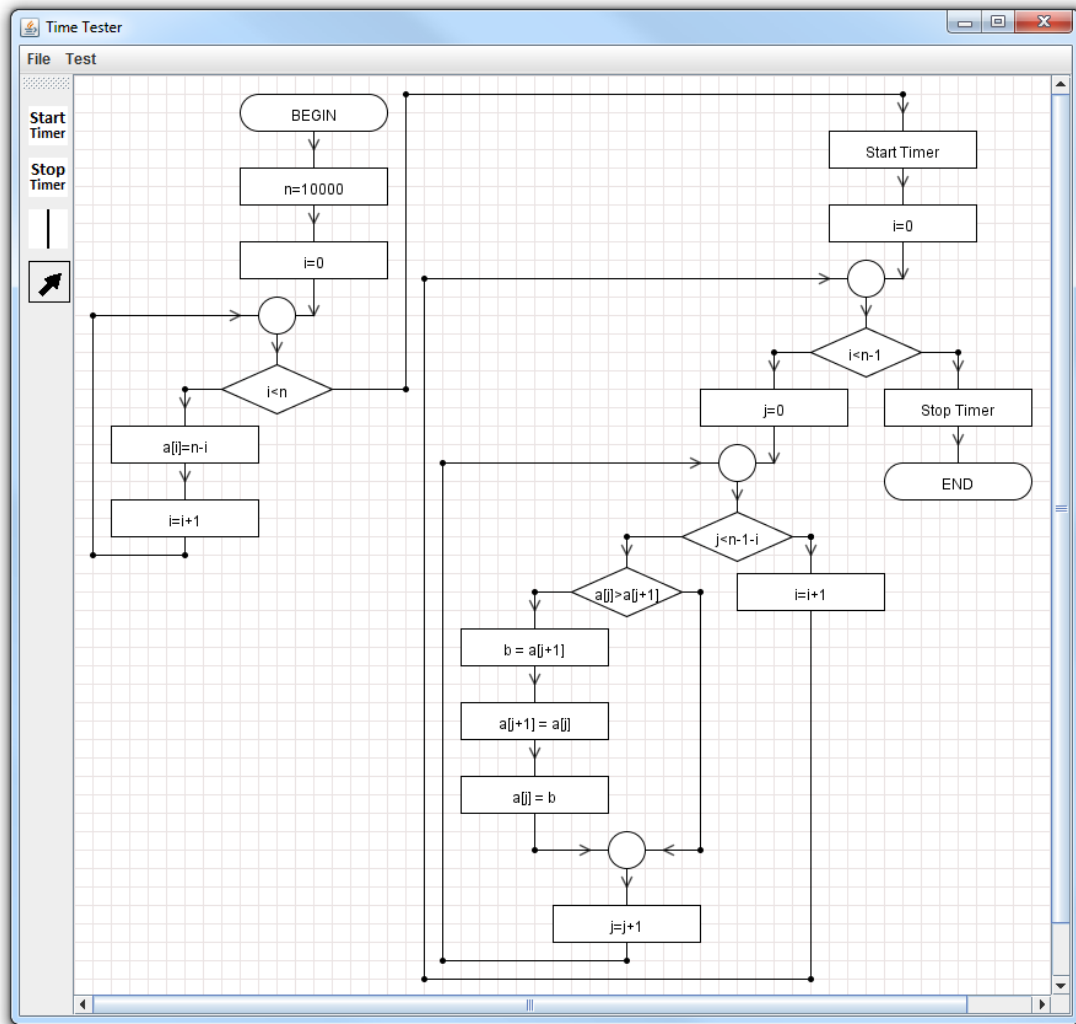 Time Tester
File Test
Start
Timer
Stop
Timer
BEGIN
n=10000
i=0
i<n
a[i]=n-i
i=i+1
Start Timer
i=0
i<n-1
j=0
Stop Timer
END
j<n-1-i
a[j]>a[j+1]
i=i+1
b = a[j+1]
a[j+1] = a[j]
a[j] = b
j=j+1